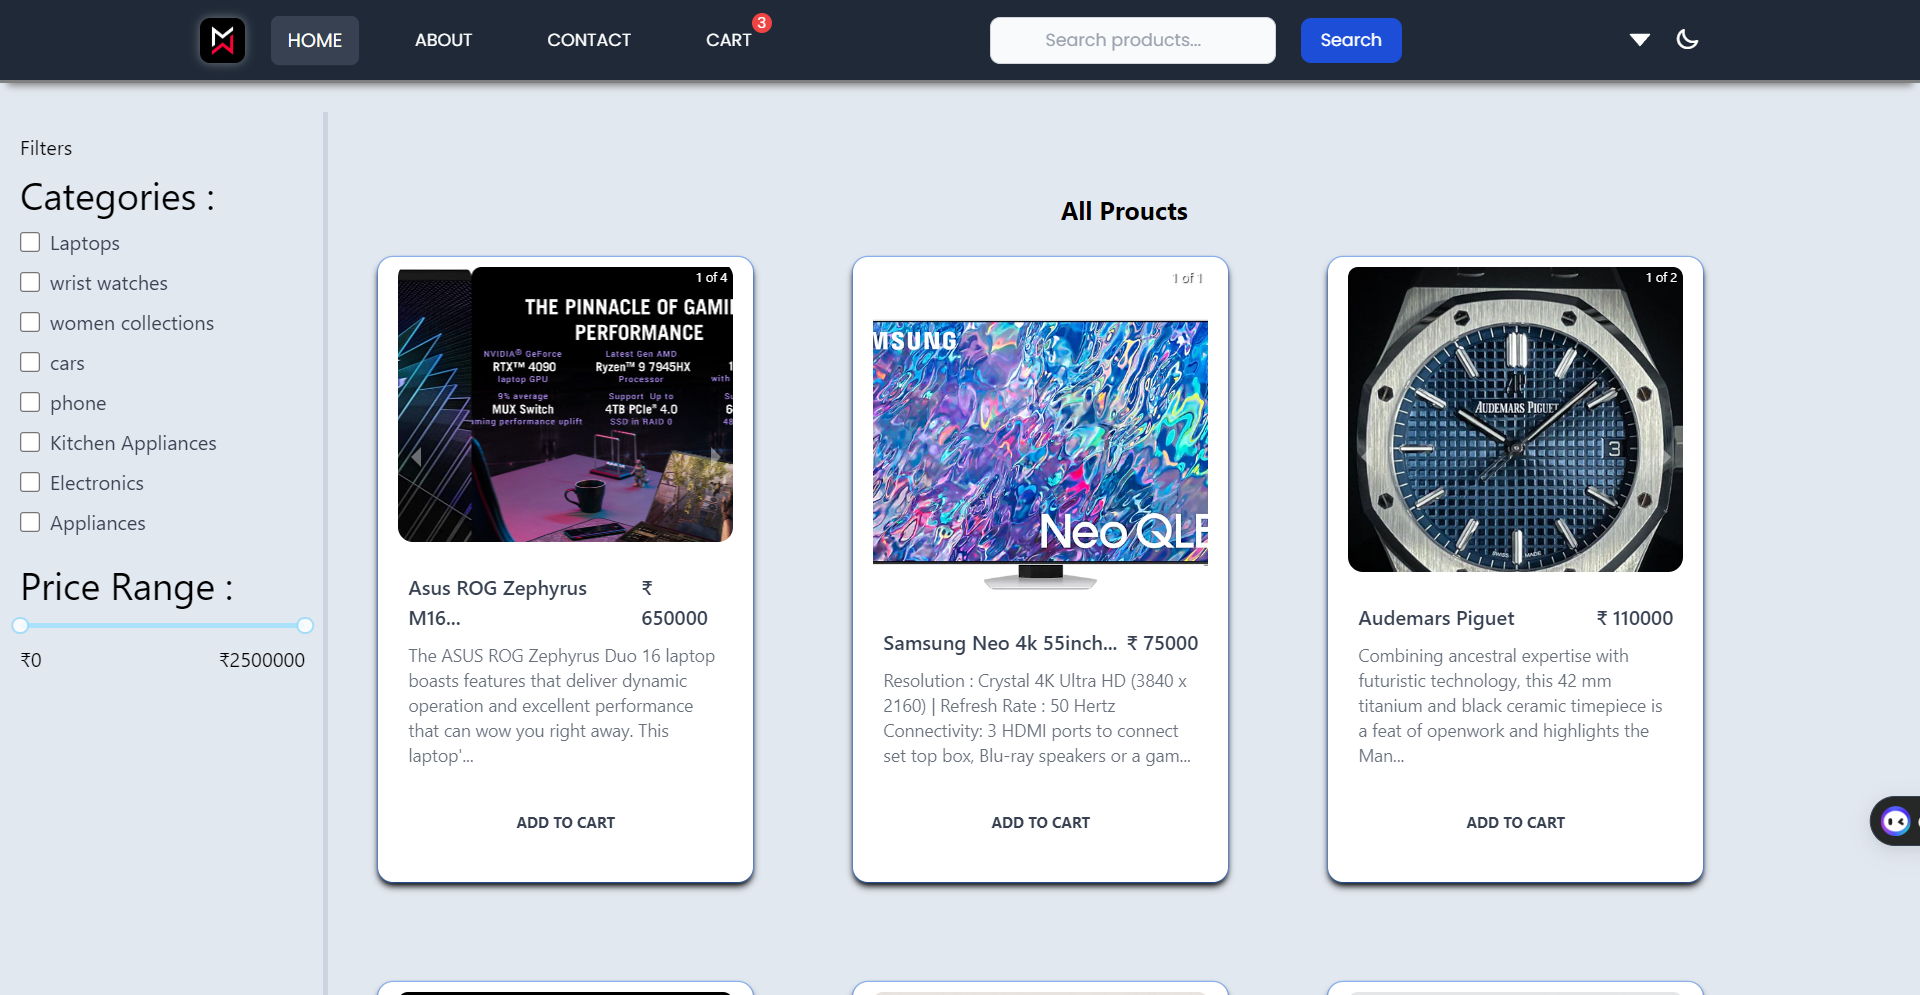 HOME
ABOUT
CONTACT
CART
3
Search products...
Search
Filters
Categories :
Laptops
wrist watches
women collections
cars
phone
Kitchen Appliances
Electronics
Appliances
Price Range :
₹0
₹2500000
All Proucts
1 of 4
THE PINNACLE OF GAMI
PERFORMANCE
NVIDIA® GeForce
RTX™ 4090
laptop GPU
Latest Gen AMD
Ryzen™ 9 7945HX
Processor
with
9% average
MUX Switch
ming performance uplift
Support Up to
4TB PCIe® 4.0
SSD in RAID 0
Asus ROG Zephyrus
M16...
₹
650000
The ASUS ROG Zephyrus Duo 16 laptop
boasts features that deliver dynamic
operation and excellent performance
that can wow you right away. This
laptop'...
ADD TO CART
1 of 1
MSUNG
Neo QLE
Samsung Neo 4k 55inch...
₹ 75000
Resolution : Crystal 4K Ultra HD (3840 x
2160) | Refresh Rate : 50 Hertz
Connectivity: 3 HDMI ports to connect
set top box, Blu-ray speakers or a gam...
ADD TO CART
1 of 2
AP
AUDEMARS PIGUET
3
SWISS MADE
Audemars Piguet
₹ 110000
Combining ancestral expertise with
futuristic technology, this 42 mm
titanium and black ceramic timepiece is
a feat of openwork and highlights the
Man...
ADD TO CART